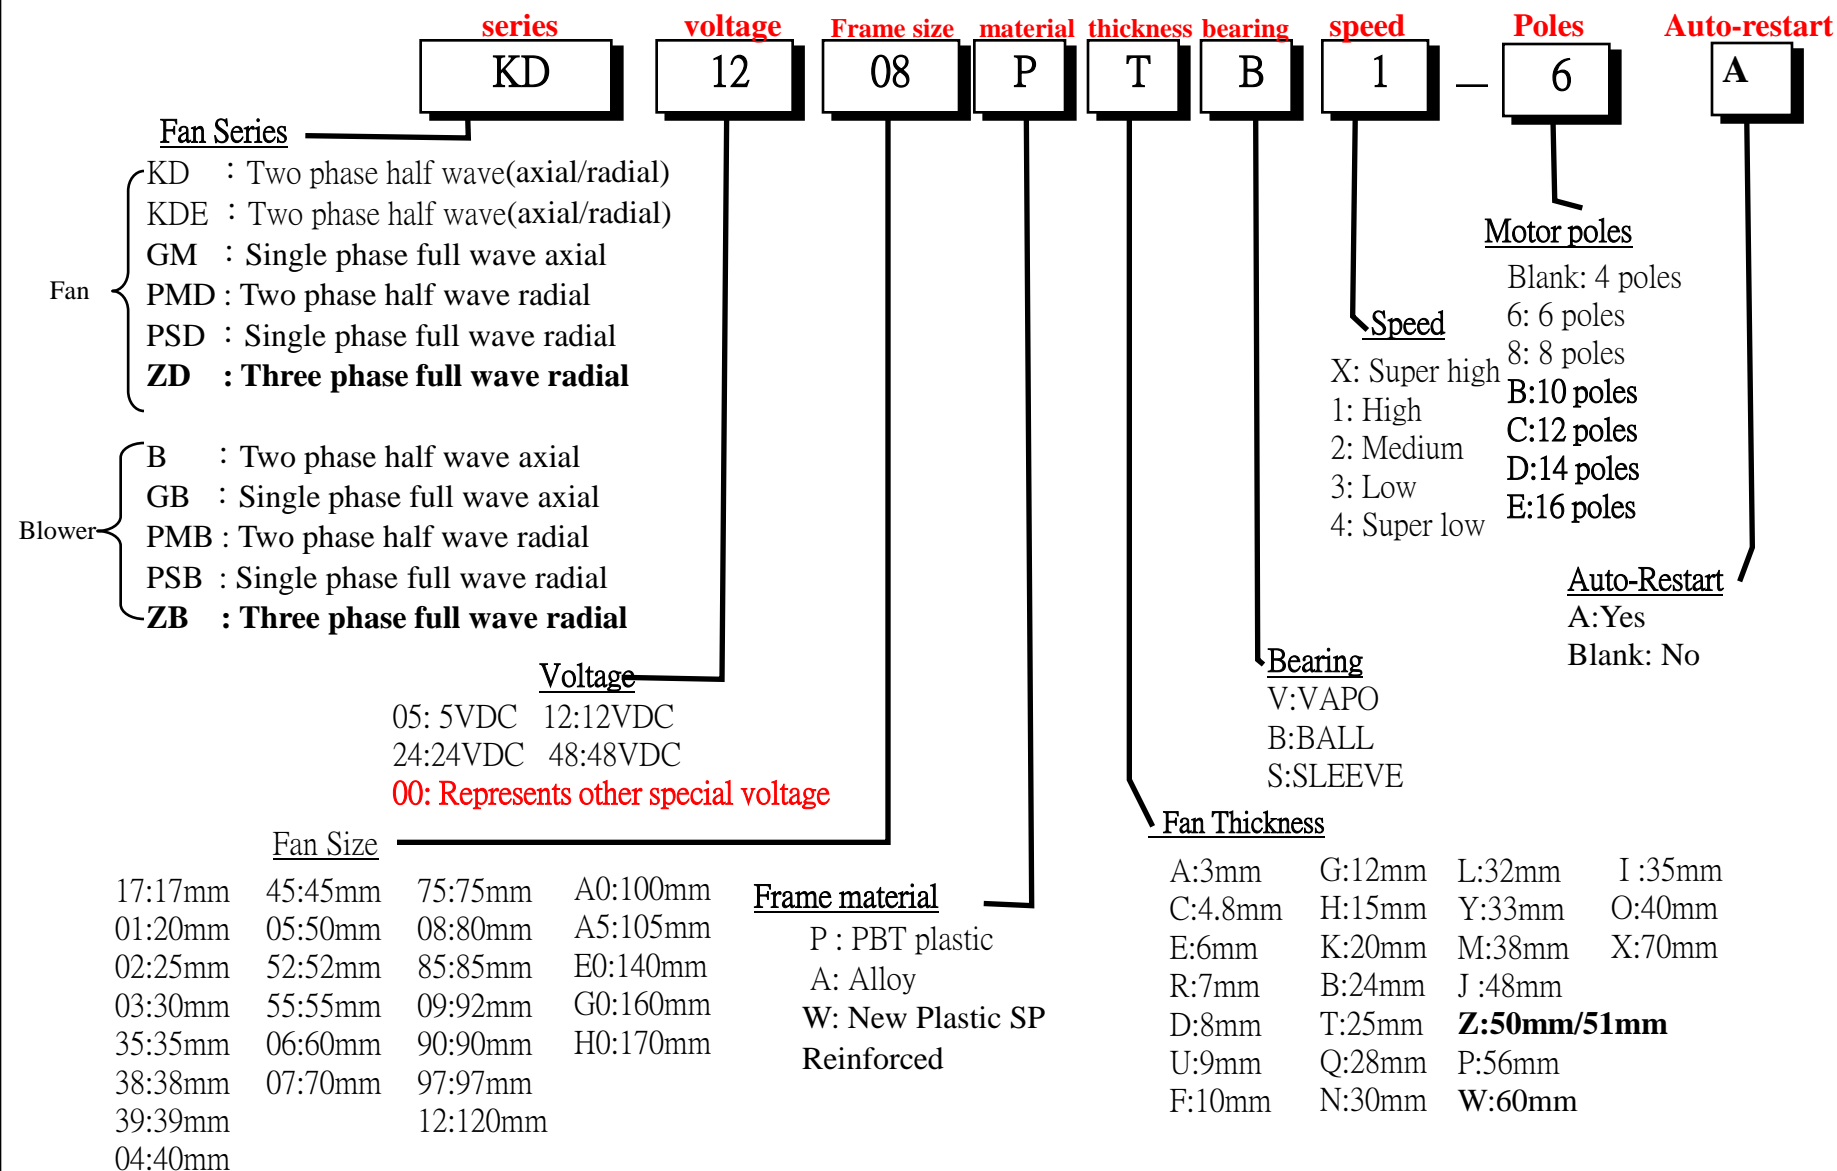 series voltage Frame size material thickness bearing speed Poles Auto-restart
KD 12 08 P T B 1 — 6 A
Fan Series
Fan
KD : Two phase half wave(axial/radial)
KDE : Two phase half wave(axial/radial)
GM : Single phase full wave axial
PMD : Two phase half wave radial
PSD : Single phase full wave radial
ZD : Three phase full wave radial
Blower
B : Two phase half wave axial
GB : Single phase full wave axial
PMB : Two phase half wave radial
PSB : Single phase full wave radial
ZB : Three phase full wave radial
Motor poles
Blank: 4 poles
6: 6 poles
8: 8 poles
B:10 poles
C:12 poles
D:14 poles
E:16 poles
Speed
X: Super high
1: High
2: Medium
3: Low
4: Super low
Auto-Restart
A:Yes
Blank: No
Voltage
05: 5VDC 12:12VDC
24:24VDC 48:48VDC
00: Represents other special voltage
Bearing
V:VAPO
B:BALL
S:SLEEVE
Fan Size
17:17mm 45:45mm 75:75mm A0:100mm
01:20mm 05:50mm 08:80mm A5:105mm
02:25mm 52:52mm 85:85mm E0:140mm
03:30mm 55:55mm 09:92mm G0:160mm
35:35mm 06:60mm 90:90mm H0:170mm
38:38mm 07:70mm 97:97mm
39:39mm 12:120mm
04:40mm
Frame material
P : PBT plastic
A: Alloy
W: New Plastic SP
Reinforced
Fan Thickness
A:3mm G:12mm L:32mm I :35mm
C:4.8mm H:15mm Y:33mm O:40mm
E:6mm K:20mm M:38mm X:70mm
R:7mm B:24mm J :48mm
D:8mm T:25mm Z:50mm/51mm
U:9mm Q:28mm P:56mm
F:10mm N:30mm W:60mm